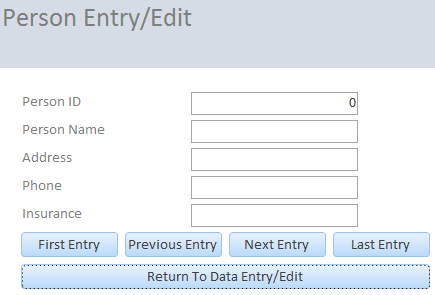 Person Entry/Edit
Person ID 0
Person Name
Address
Phone
Insurance
First Entry Previous Entry Next Entry Last Entry
Return To Data Entry/Edit